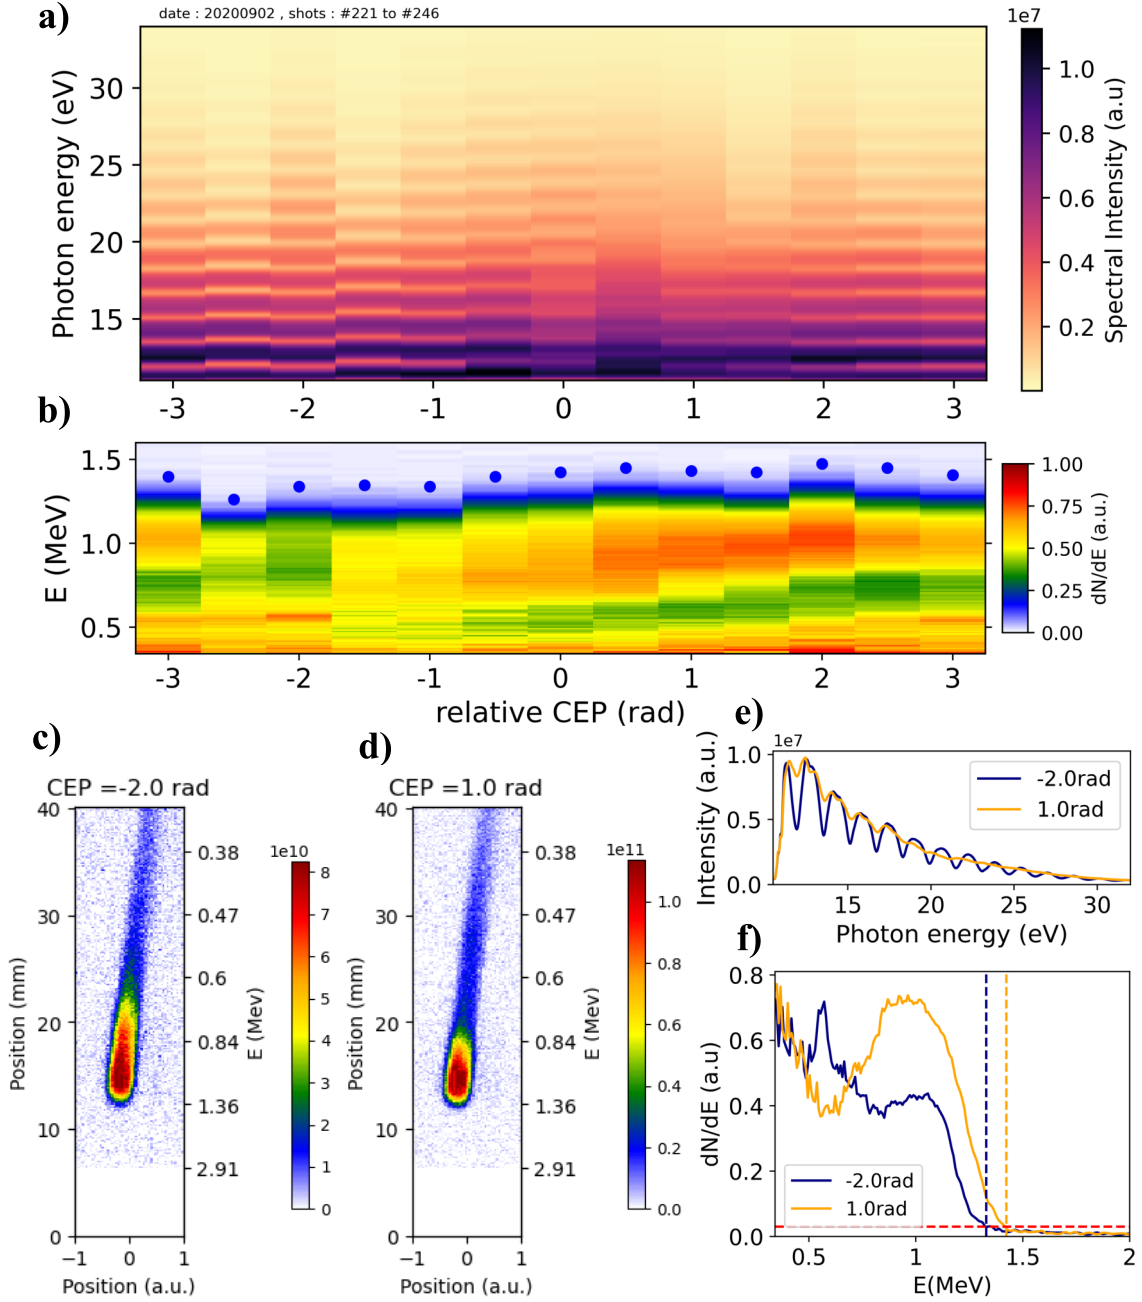 a)
date : 20200902 , shots : #221 to #246
1e7
Photon energy (eV)
30
25
20
15
-3 -2 -1 0 1 2 3
1.0
0.8
0.6
0.4
0.2
Spectral Intensity (a.u)
b)
E (MeV)
1.5
1.0
0.5
-3 -2 -1 0 1 2 3
relative CEP (rad)
1.00
0.75
0.50
0.25
0.00
dN/dE (a.u.)
c)
CEP =-2.0 rad
Position (mm)
40
30
20
10
0
−1 0 1
Position (a.u.)
0.38
0.47
0.6
0.84
1.36
2.91
E (Mev)
1e10
8
7
6
5
4
3
2
1
0
d)
CEP =1.0 rad
Position (mm)
40
30
20
10
0
−1 0 1
Position (a.u.)
0.38
0.47
0.6
0.84
1.36
2.91
E (Mev)
1e11
1.0
0.8
0.6
0.4
0.2
0.0
e)
1e7
Intensity (a.u.)
1.0
0.5
0.0
-2.0rad
1.0rad
15 20 25 30
Photon energy (eV)
f)
dN/dE (a.u)
0.8
0.6
0.4
0.2
0.0
-2.0rad
1.0rad
0.5 1 1.5 2
E(MeV)